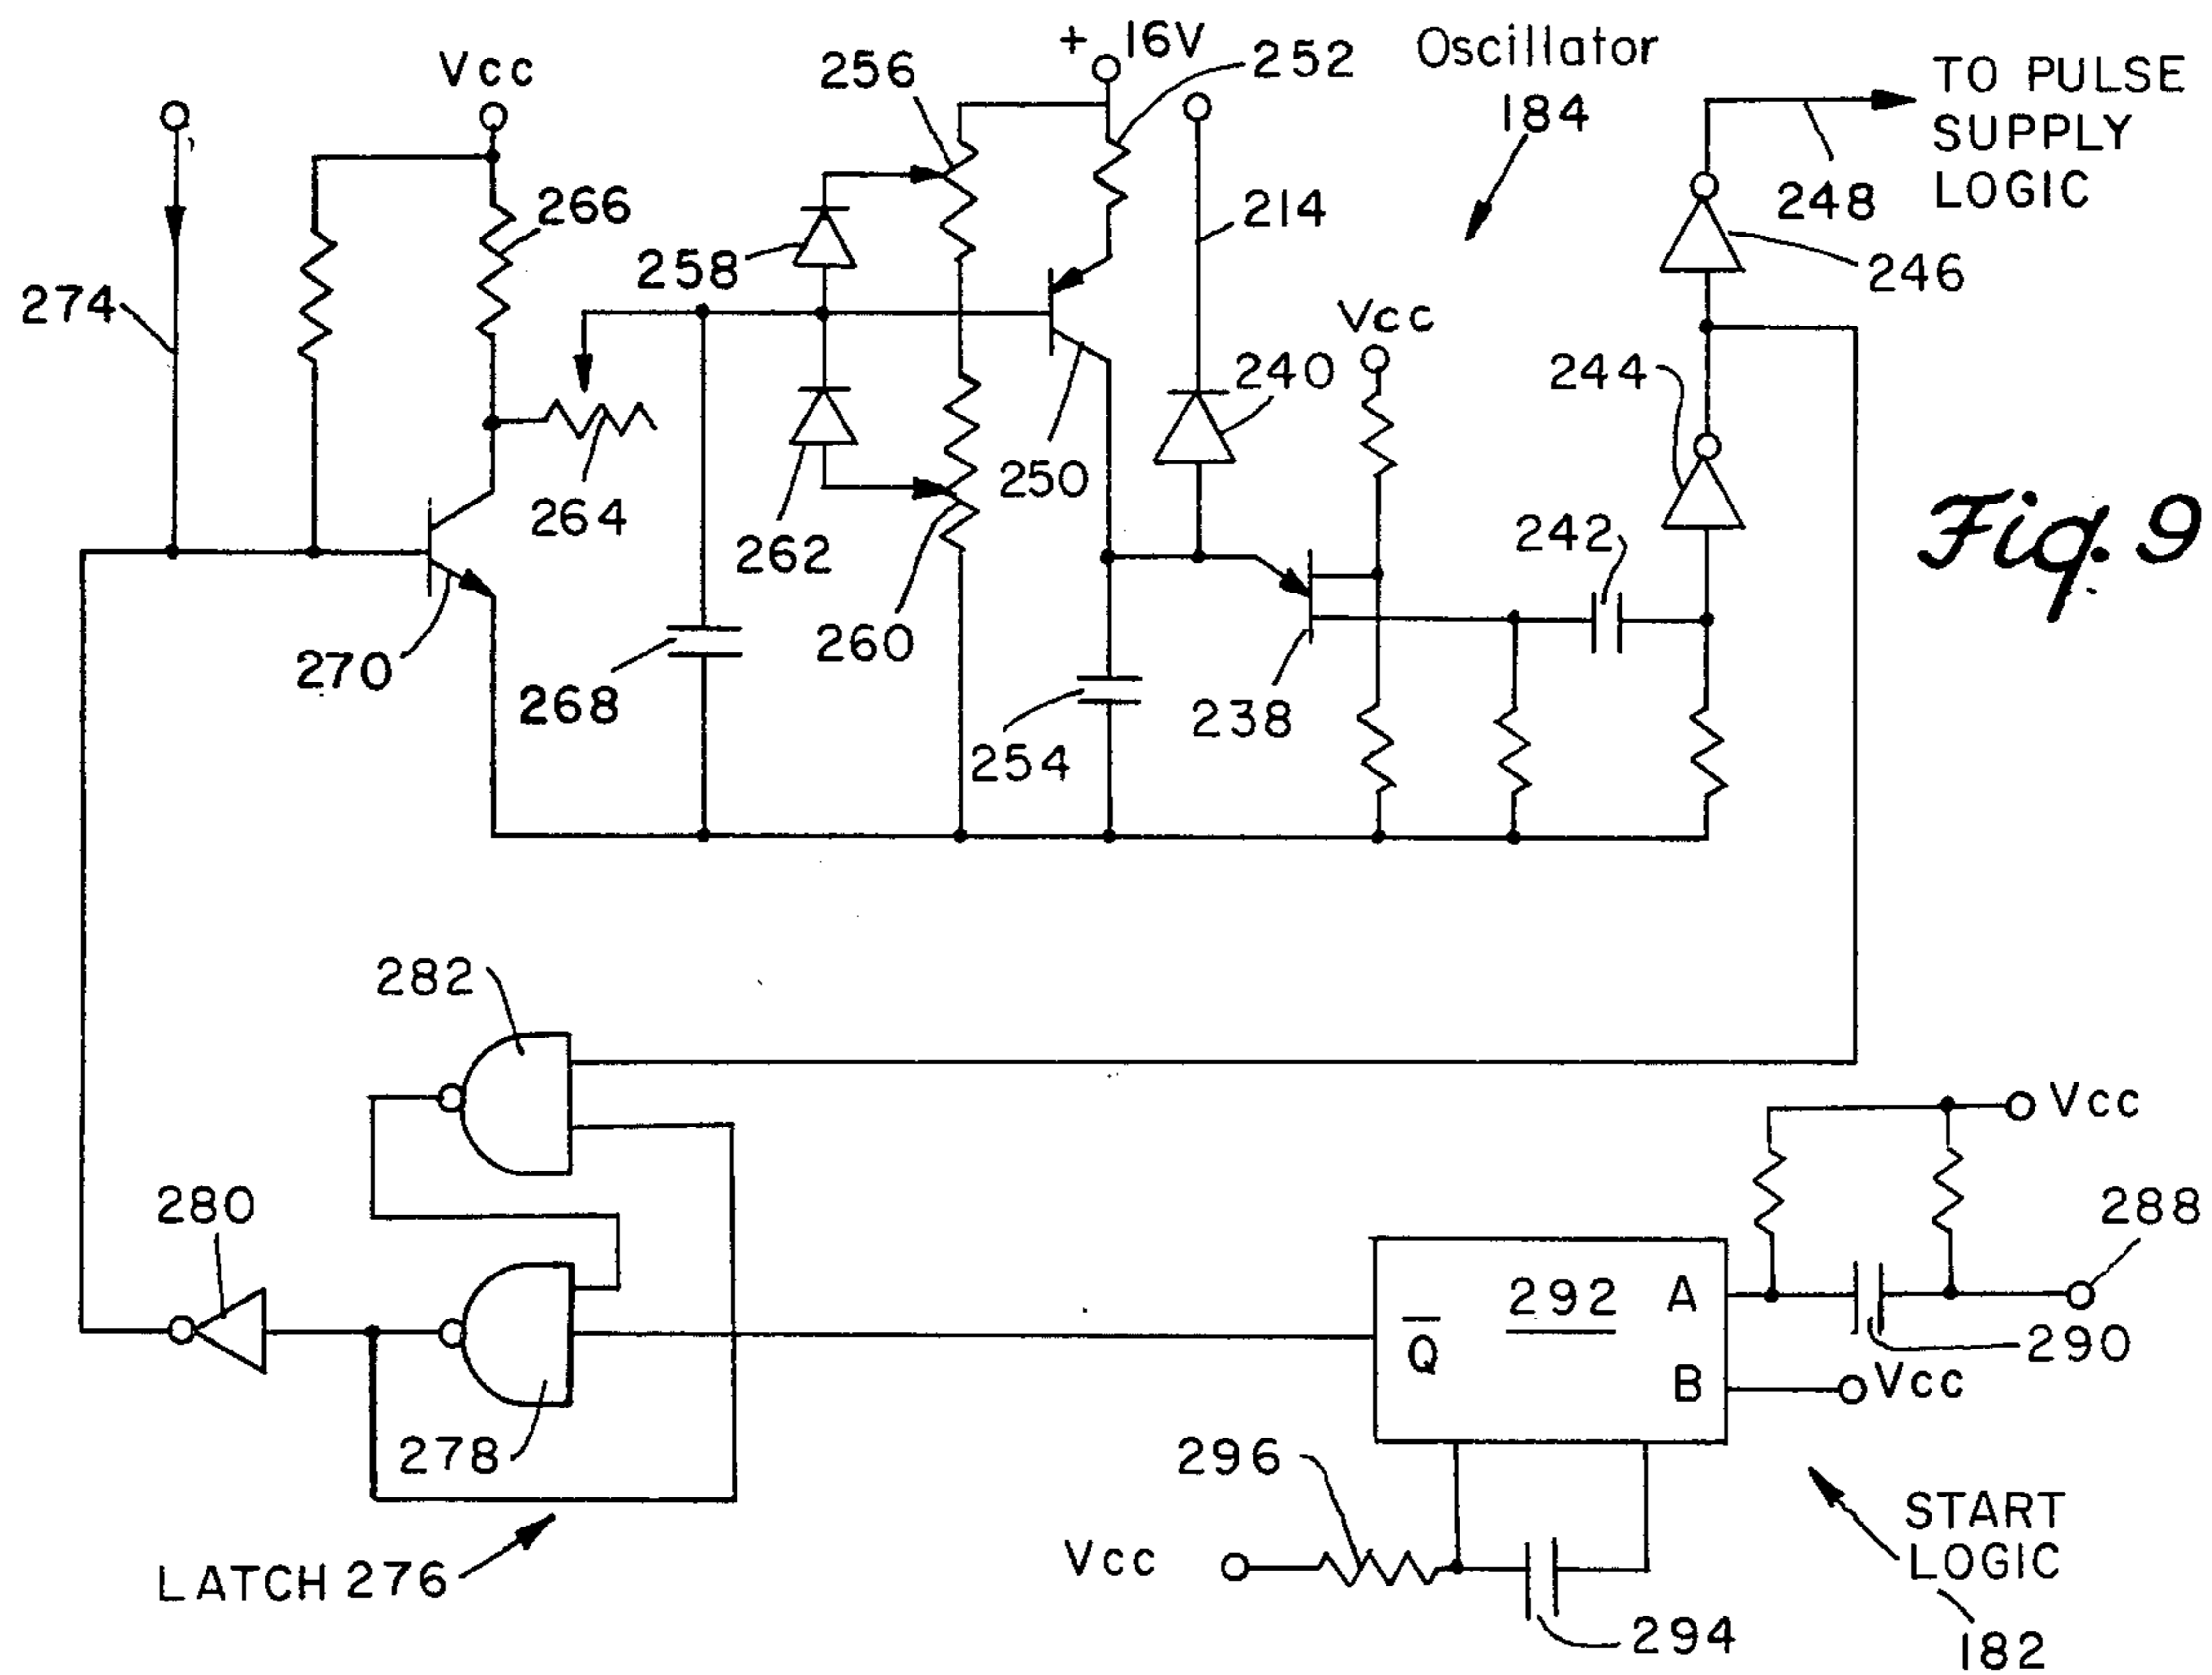 + 16V
Oscillator
184
TO PULSE
SUPPLY
LOGIC
Vcc
256
252
266
258
214
248
246
274
Vcc
240
244
264
250
242
262
Fig. 9
270
268
260
254
238
282
Vcc
280
288
292
A
Q̅
B
290
Vcc
278
296
LATCH 276
Vcc
START
LOGIC
294
182